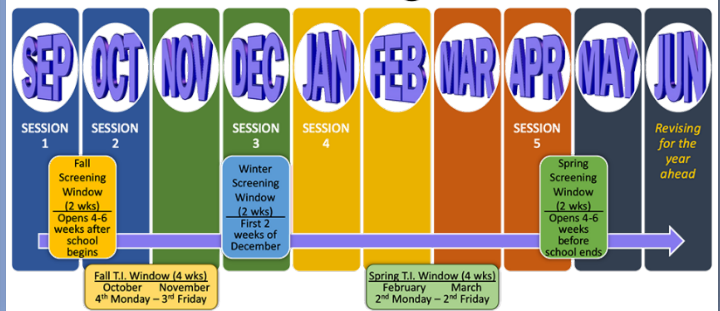 SEP OCT NOV DEC JAN FEB MAR APR MAY JUN
SESSION
1
SESSION
2
SESSION
3
SESSION
4
SESSION
5
Revising
for the
year
ahead
Fall
Screening
Window
(2 wks)
Opens 4-6
weeks after
school
begins
Winter
Screening
Window
(2 wks)
First 2
weeks of
December
Spring
Screening
Window
(2 wks)
Opens 4-6
weeks
before
school ends
Fall T.I. Window (4 wks)
October November
4th Monday – 3rd Friday
Spring T.I. Window (4 wks)
February March
2nd Monday – 2nd Friday